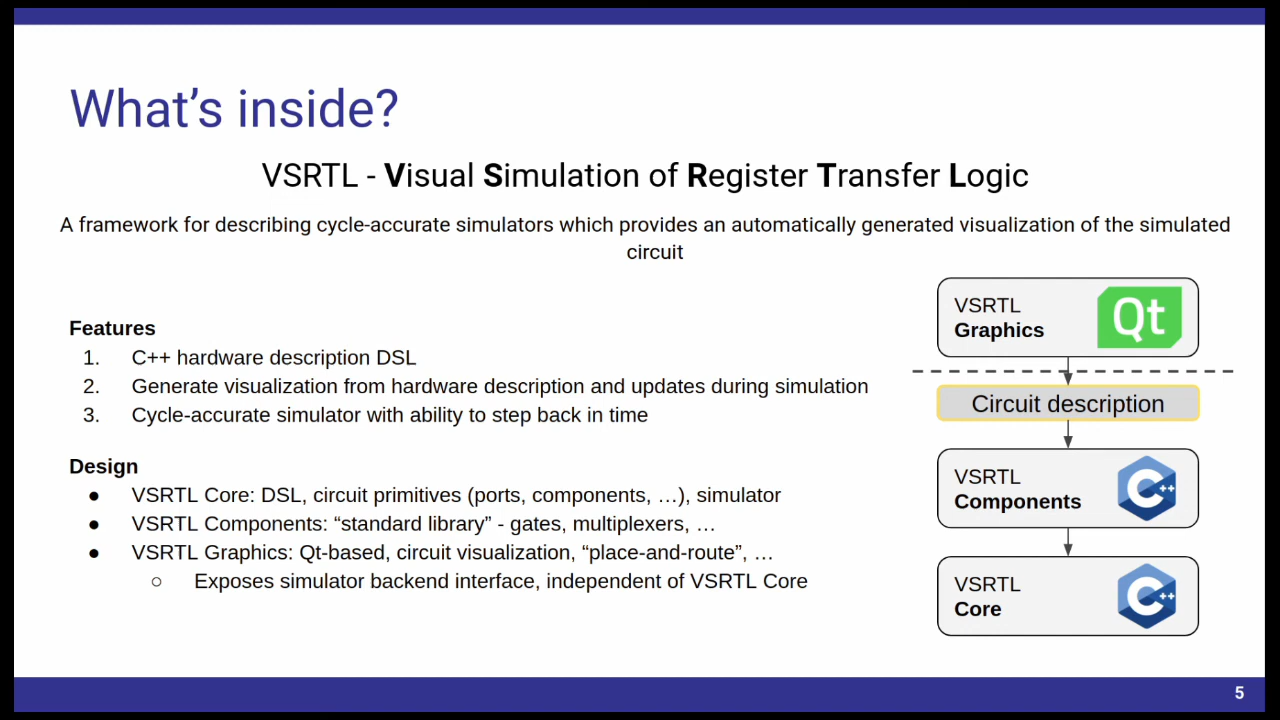 What’s inside?
VSRTL - Visual Simulation of Register Transfer Logic
A framework for describing cycle-accurate simulators which provides an automatically generated visualization of the simulated
circuit
Features
1. C++ hardware description DSL
2. Generate visualization from hardware description and updates during simulation
3. Cycle-accurate simulator with ability to step back in time
Design
● VSRTL Core: DSL, circuit primitives (ports, components, …), simulator
● VSRTL Components: “standard library” - gates, multiplexers, …
● VSRTL Graphics: Qt-based, circuit visualization, “place-and-route”, …
○ Exposes simulator backend interface, independent of VSRTL Core
VSRTL
Graphics
Qt
Circuit description
VSRTL
Components
C++
VSRTL
Core
C++
5